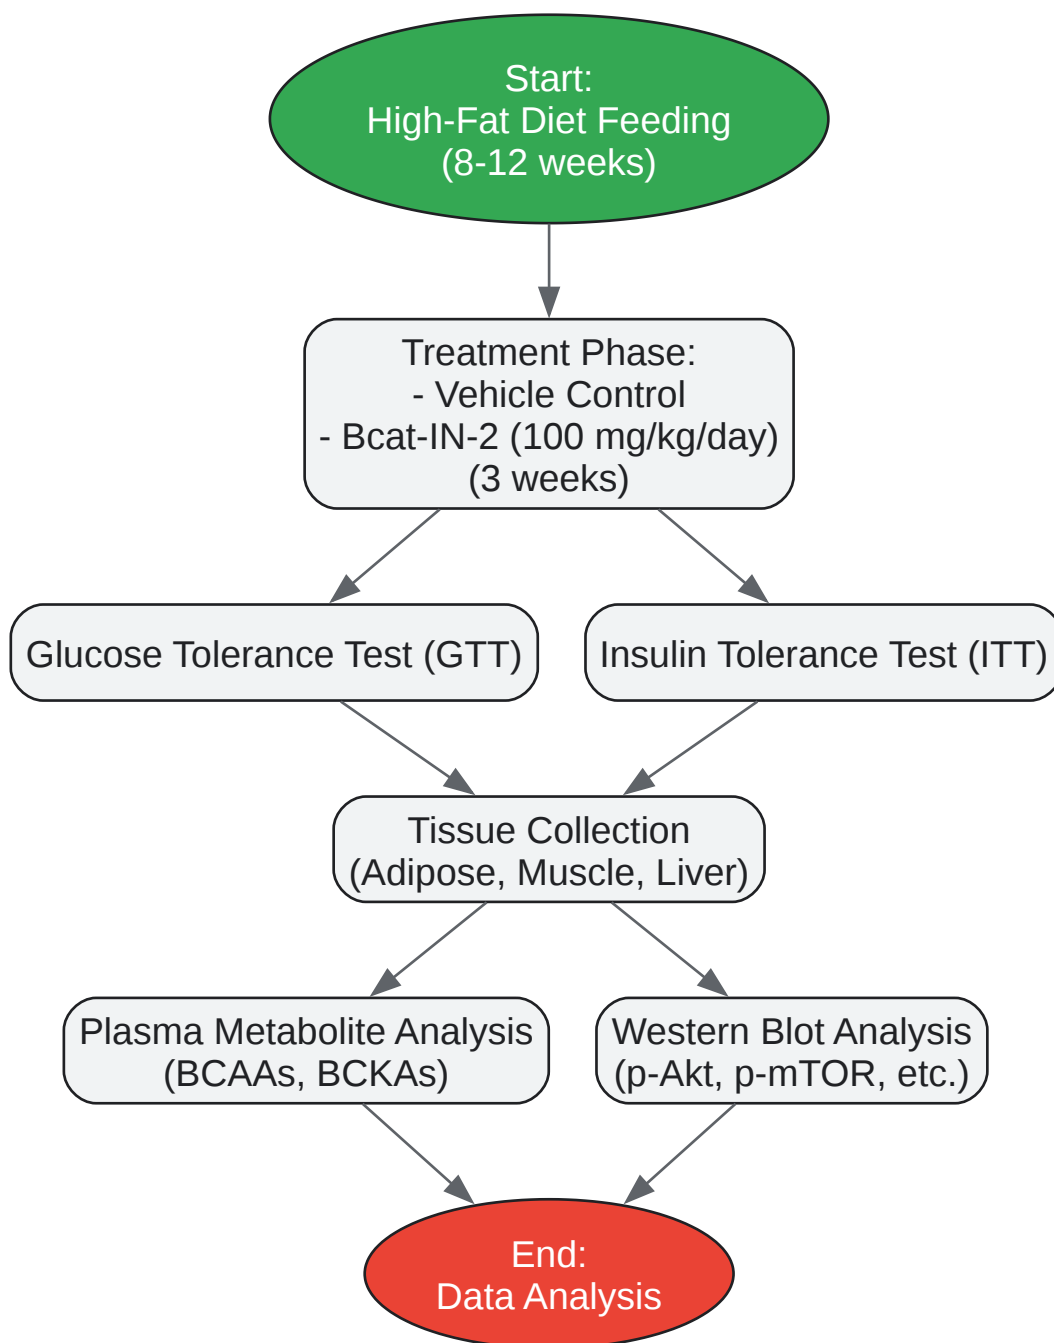 Start:
High-Fat Diet Feeding
(8-12 weeks)
Treatment Phase:
- Vehicle Control
- Bcat-IN-2 (100 mg/kg/day)
(3 weeks)
Glucose Tolerance Test (GTT)
Insulin Tolerance Test (ITT)
Tissue Collection
(Adipose, Muscle, Liver)
Plasma Metabolite Analysis
(BCAAs, BCKAs)
Western Blot Analysis
(p-Akt, p-mTOR, etc.)
End:
Data Analysis